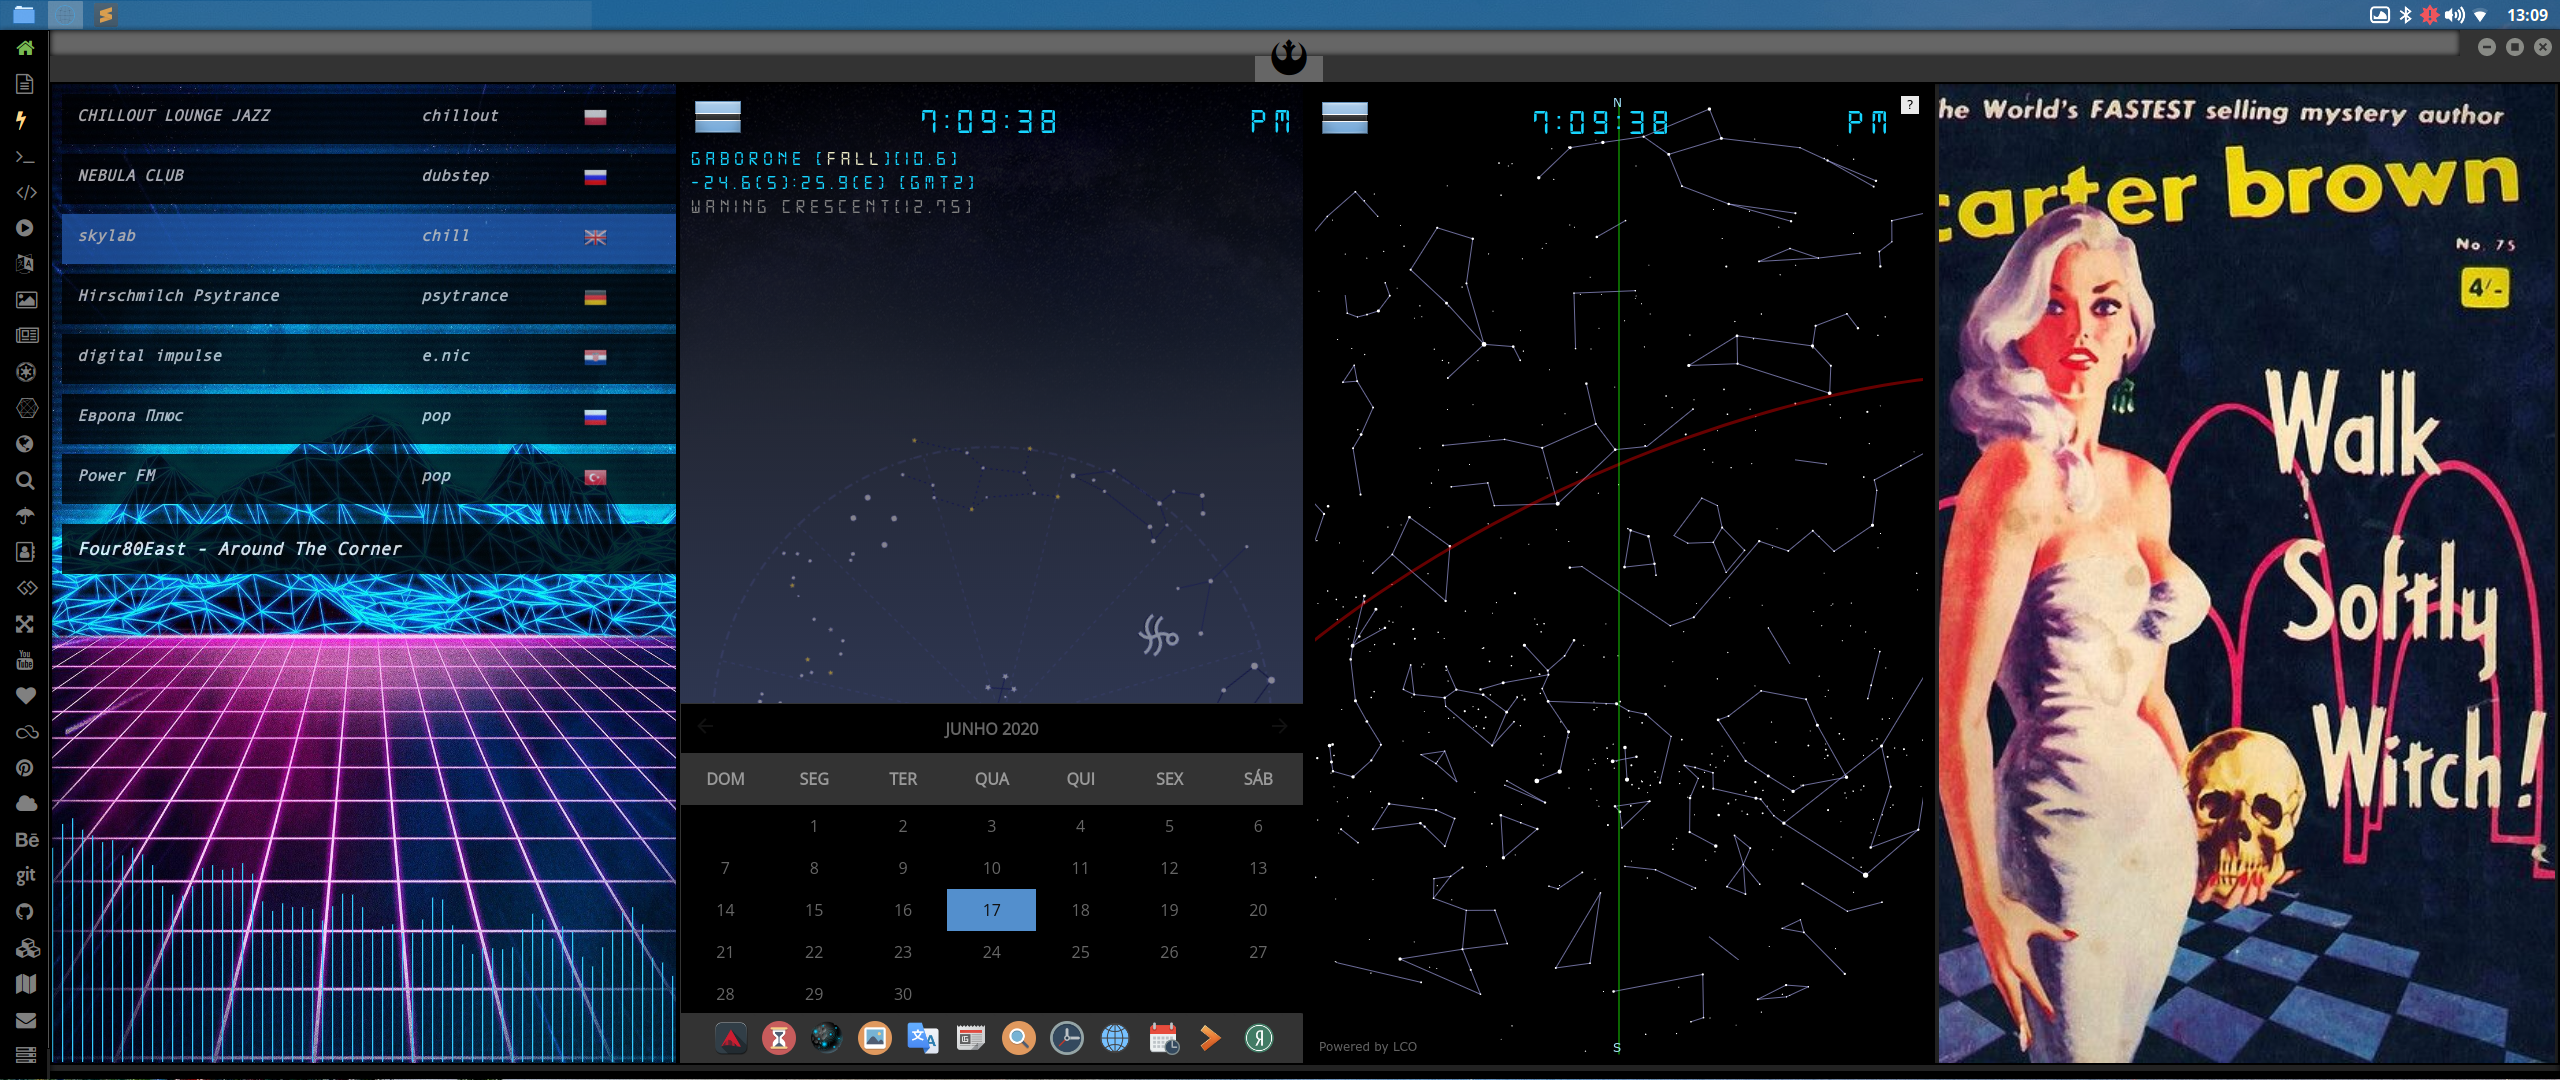 13:09
CHILLOUT LOUNGE JAZZ chillout
NEBULA CLUB dubstep
skylab chill
Hirschmilch Psytrance psytrance
digital impulse e.nic
Европа Плюс pop
Power FM pop
Four80East - Around The Corner
You
Tube
Bē
git
7:09:38 PM
GABORONE (FALL)(10.6)
-24.6(S):25.9(E) (GMT2)
WANING CRESCENT(12.75)
JUNHO 2020
DOM SEG TER QUA QUI SEX SÁB
1 2 3 4 5 6
7 8 9 10 11 12 13
14 15 16 17 18 19 20
21 22 23 24 25 26 27
28 29 30
Я
N
7:09:38 PM
?
S
Powered by LCO
he World's FASTEST selling mystery author
carter brown
No. 75
4/-
Walk
Softly
Witch!